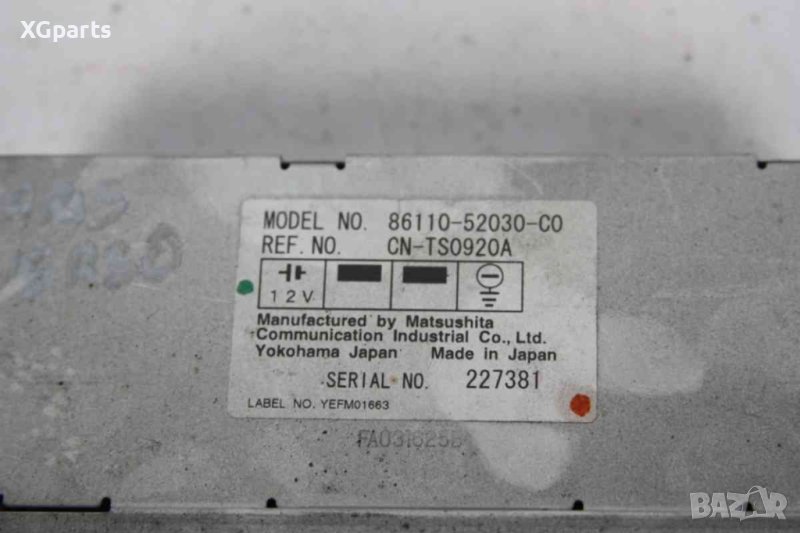 XGparts
MODEL NO. 86110-52030-C0
REF. NO. CN-TS0920A
12V
Manufactured by Matsushita
Communication Industrial Co., Ltd.
Yokohama Japan Made in Japan
SERIAL NO. 227381
LABEL NO. YEFM01663
BAZAR